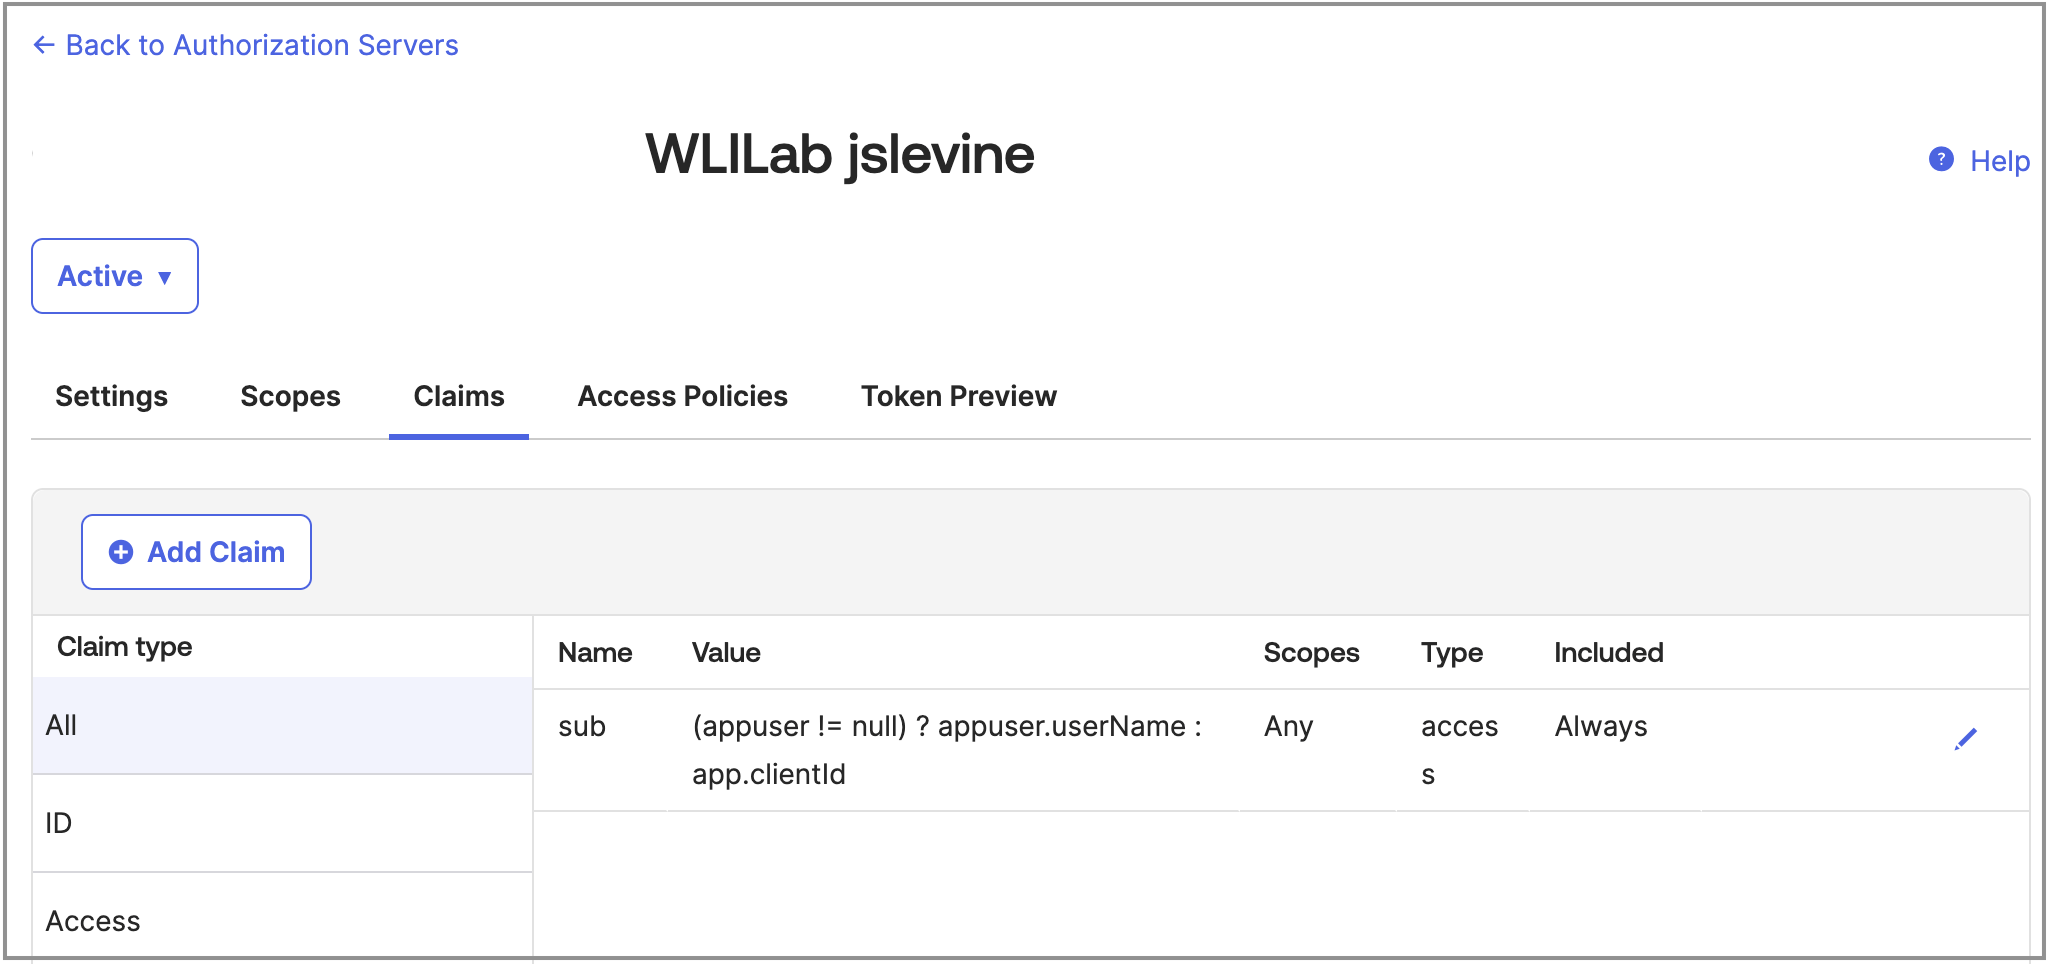 ← Back to Authorization Servers
WLILab jslevine
? Help
Active ▼
Settings Scopes Claims Access Policies Token Preview
Add Claim
Claim type
All
ID
Access
Name Value Scopes Type Included
sub (appuser != null) ? appuser.userName : Any acces Always
app.clientId s